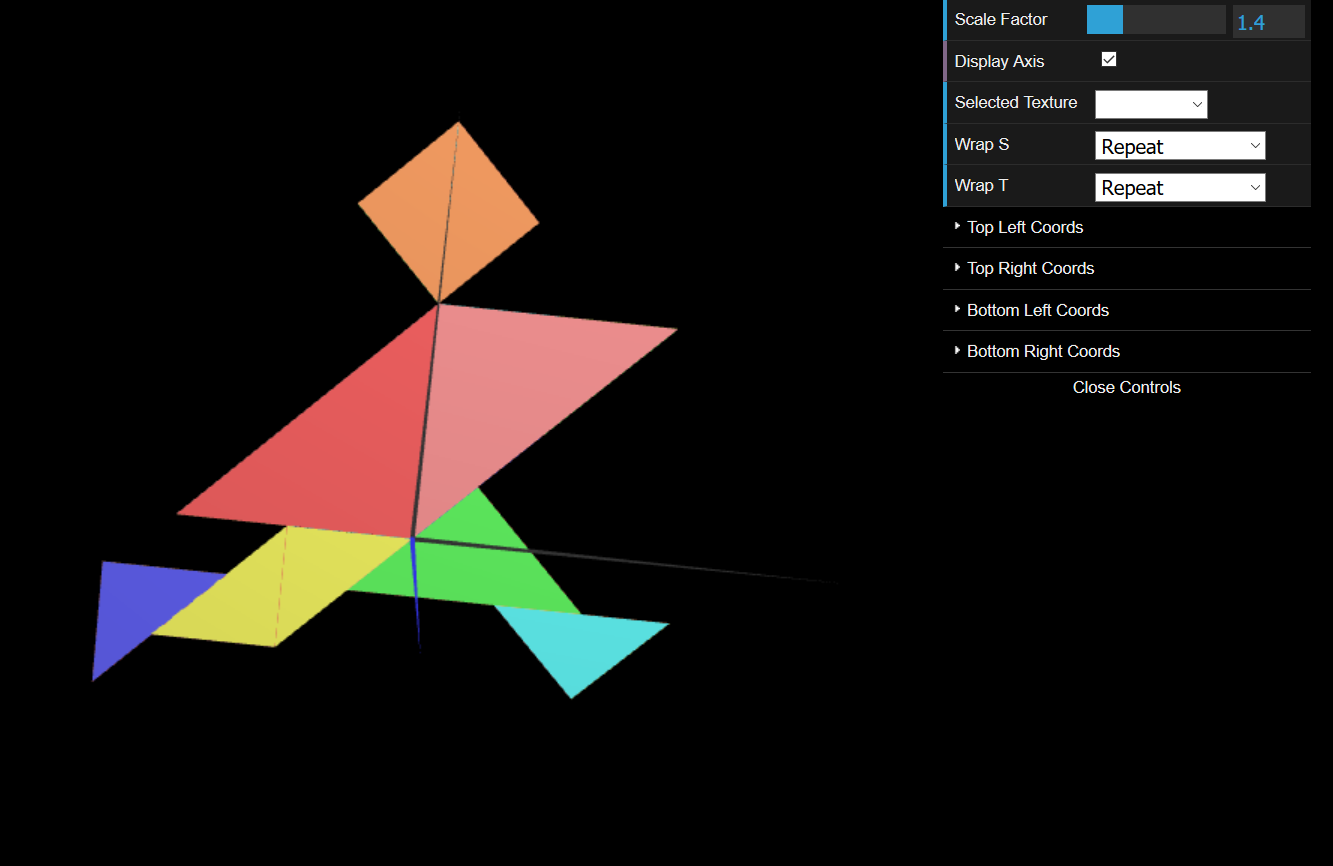 Scale Factor 1.4
Display Axis
Selected Texture
Wrap S Repeat
Wrap T Repeat
Top Left Coords
Top Right Coords
Bottom Left Coords
Bottom Right Coords
Close Controls